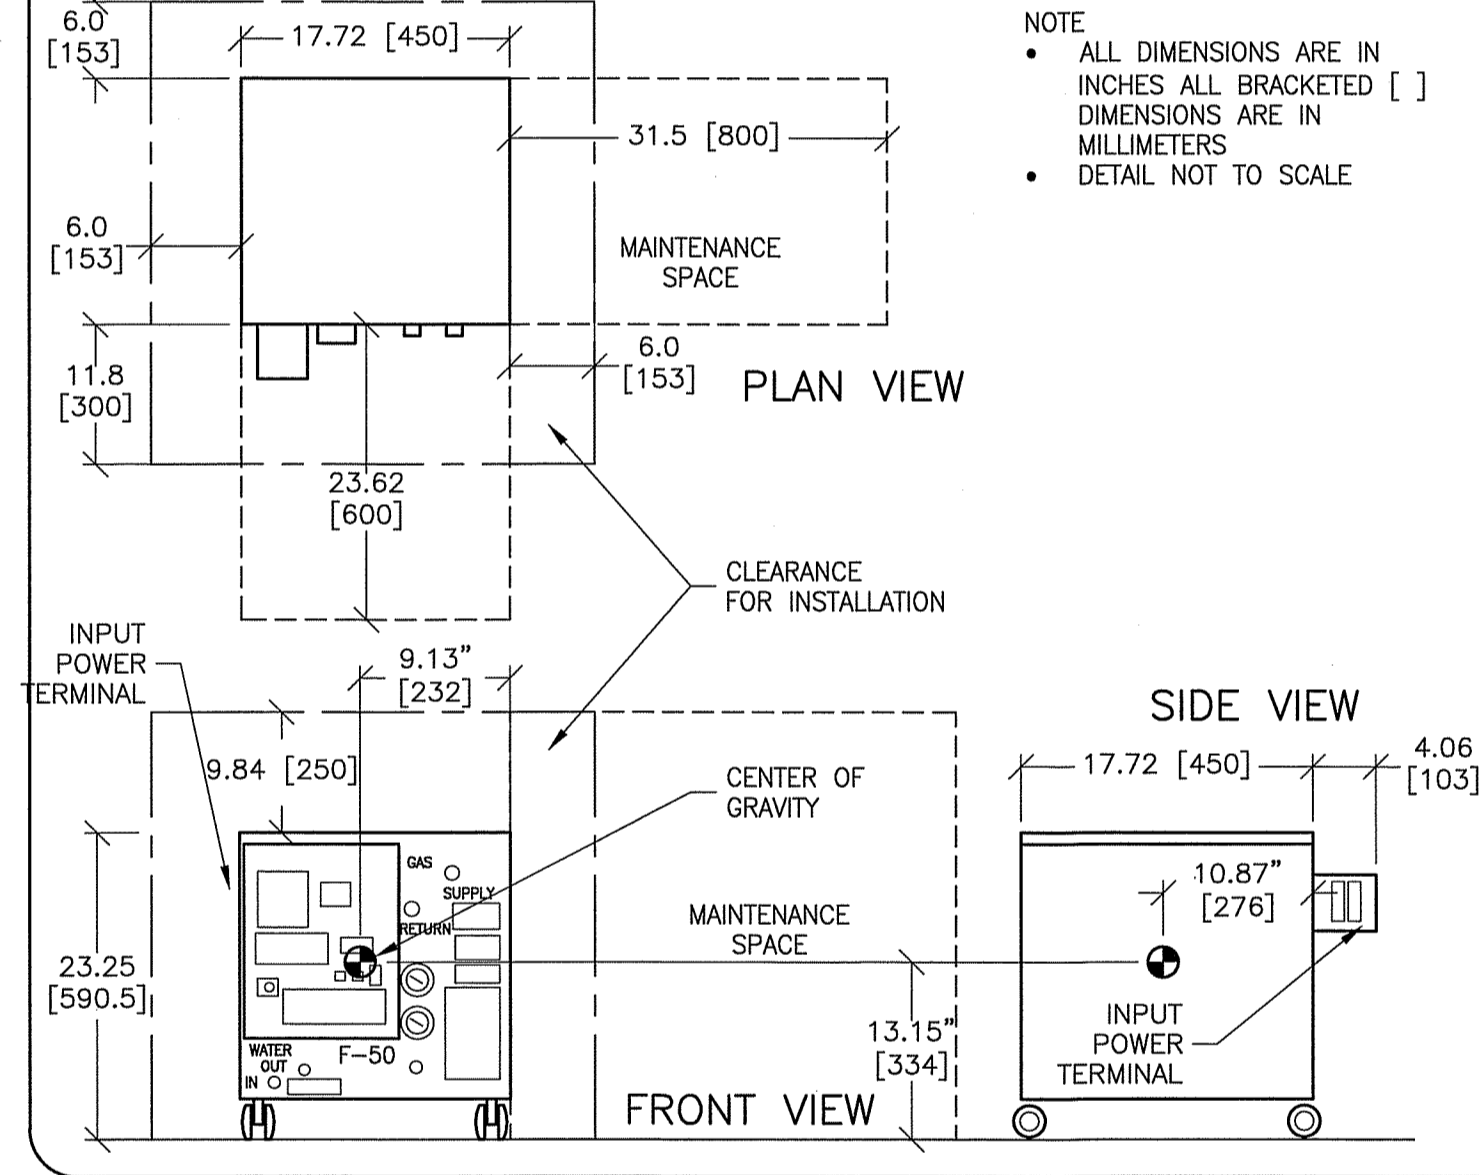 6.0
[153]
17.72 [450]
NOTE
• ALL DIMENSIONS ARE IN
INCHES ALL BRACKETED [ ]
DIMENSIONS ARE IN
MILLIMETERS
• DETAIL NOT TO SCALE
31.5 [800]
6.0
[153]
MAINTENANCE
SPACE
11.8
[300]
6.0
[153]
PLAN VIEW
23.62
[600]
CLEARANCE
FOR INSTALLATION
INPUT
POWER
TERMINAL
9.13”
[232]
9.84 [250]
CENTER OF
GRAVITY
SIDE VIEW
17.72 [450]
4.06
[103]
GAS
SUPPLY
RETURN
MAINTENANCE
SPACE
10.87”
[276]
23.25
[590.5]
13.15”
[334]
INPUT
POWER
TERMINAL
WATER
OUT
IN
F-50
FRONT VIEW